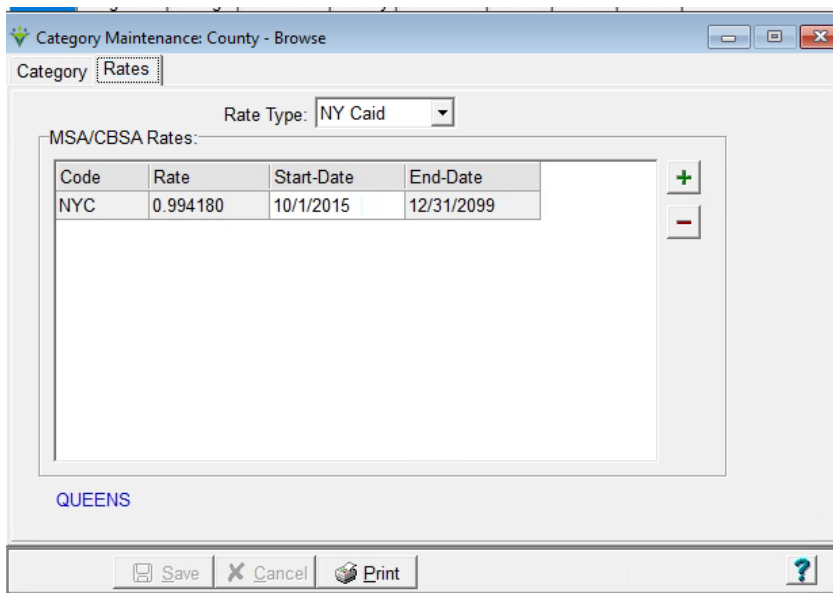 Category Maintenance: County - Browse
Category Rates
Rate Type: NY Caid
MSA/CBSA Rates:
Code Rate Start-Date End-Date
NYC 0.994180 10/1/2015 12/31/2099
QUEENS
Save Cancel Print